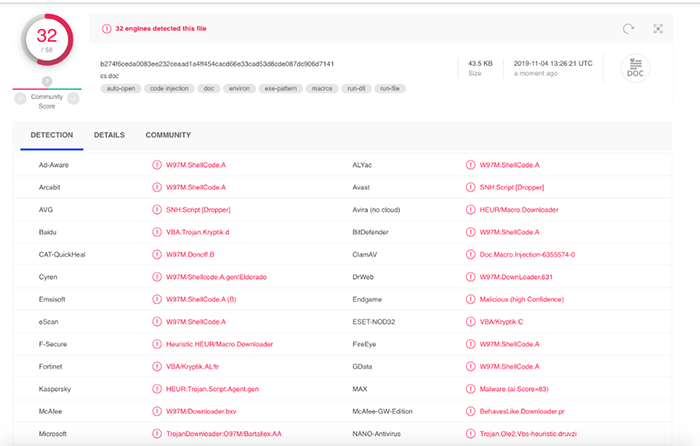 32
/ 58
?
Community
Score
32 engines detected this file
b274f6ceda0083ee232ceaad1a4ff454cacd66e33cad53d8cde087dc906d7141
cs.doc
auto-open code injection doc environ exe-pattern macros run-dll run-file
43.5 KB
Size
2019-11-04 13:26:21 UTC
a moment ago
DOC
DETECTION DETAILS COMMUNITY
Ad-Aware W97M.ShellCode.A ALYac W97M.ShellCode.A
Arcabit W97M.ShellCode.A Avast SNH:Script [Dropper]
AVG SNH:Script [Dropper] Avira (no cloud) HEUR/Macro.Downloader
Baidu VBA.Trojan.Kryptik.d BitDefender W97M.ShellCode.A
CAT-QuickHeal W97M.Donoff.B ClamAV Doc.Macro.Injection-6355574-0
Cyren W97M/Shellcode.A.gen!Eldorado DrWeb W97M.DownLoader.631
Emsisoft W97M.ShellCode.A (B) Endgame Malicious (high Confidence)
eScan W97M.ShellCode.A ESET-NOD32 VBA/Kryptik.C
F-Secure Heuristic.HEUR/Macro.Downloader FireEye W97M.ShellCode.A
Fortinet VBA/Kryptik.AL!tr GData W97M.ShellCode.A
Kaspersky HEUR:Trojan.Script.Agent.gen MAX Malware (ai Score=83)
McAfee W97M/Downloader.bxv McAfee-GW-Edition BehavesLike.Downloader.pr
Microsoft TrojanDownloader:O97M/Bartallex.AA NANO-Antivirus Trojan.Ole2.Vbs-heuristic.druvzi